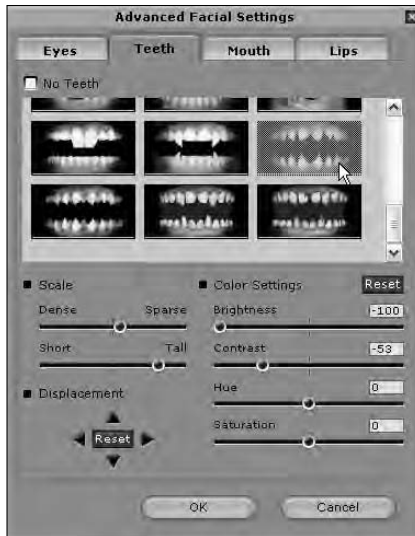 Advanced Facial Settings
Eyes Teeth Mouth Lips
No Teeth
Scale
Dense Sparse
Short Tall
Displacement
Reset
Color Settings Reset
Brightness -100
Contrast -53
Hue 0
Saturation 0
OK Cancel